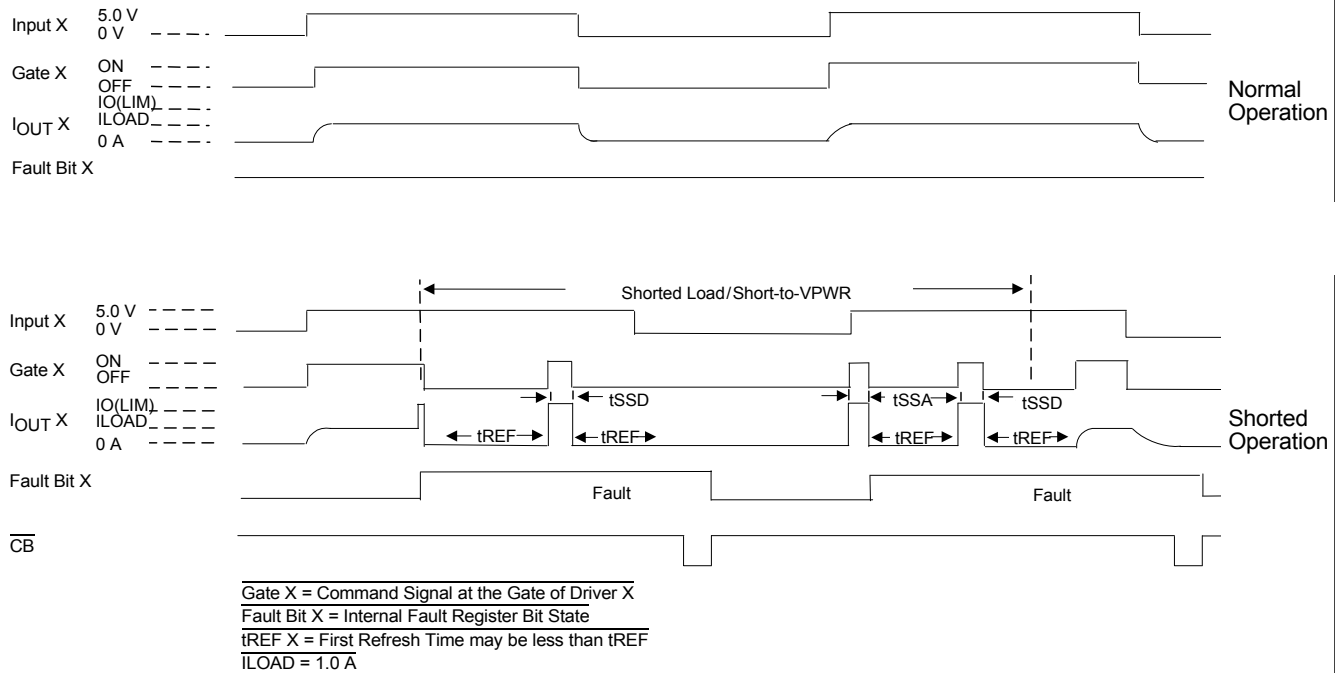 Input X 5.0 V
0 V
Gate X ON
OFF
IO(LIM)
IOUT X ILOAD
0 A
Fault Bit X
Normal
Operation
Shorted Load/Short-to-VPWR
Input X 5.0 V
0 V
Gate X ON
OFF
tSSD tSSA tSSD
IO(LIM)
IOUT X ILOAD
0 A
tREF tREF tREF tREF
Shorted
Operation
Fault Bit X
Fault Fault
CB
Gate X = Command Signal at the Gate of Driver X
Fault Bit X = Internal Fault Register Bit State
tREF X = First Refresh Time may be less than tREF
ILOAD = 1.0 A